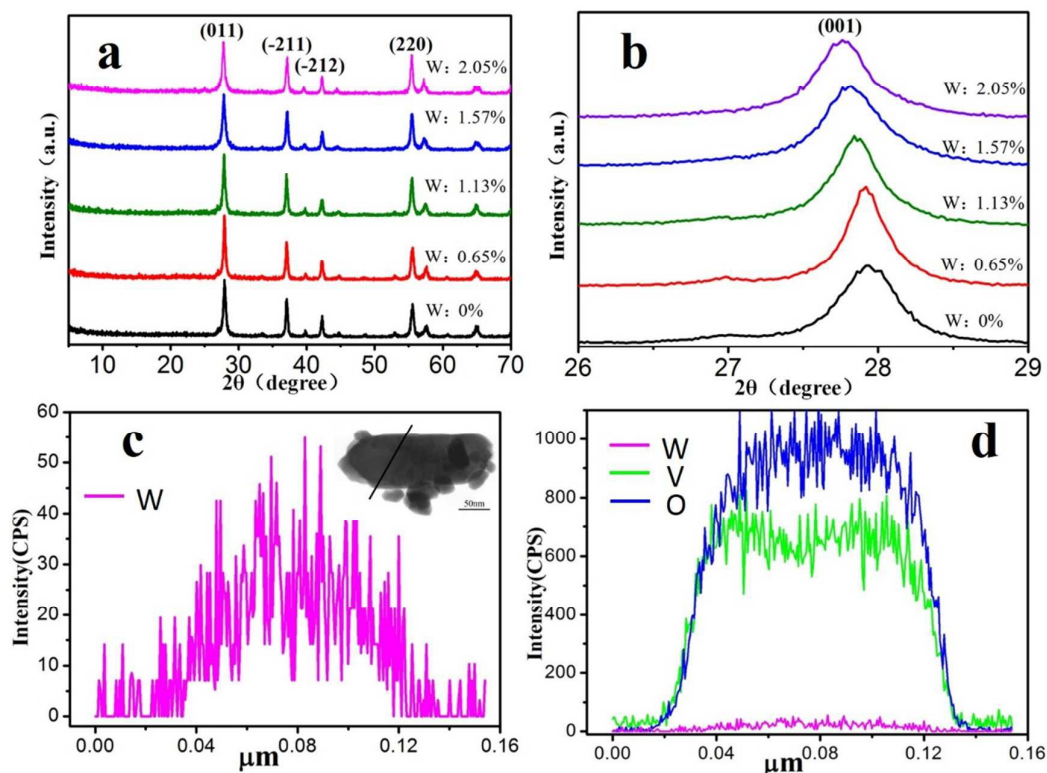 a
(011)
(-211)
(-212)
(220)
W：2.05%
W：1.57%
W：1.13%
W：0.65%
W：0%
Intensity（a.u.）
5 10 20 30 40 50 60 70
2θ（degree）
b
(001)
W：2.05%
W：1.57%
W：1.13%
W：0.65%
W：0%
Intensity（a.u.）
26 27 28 29
2θ（degree）
c
W
50nm
60
50
40
30
20
10
0
Intensity(CPS)
0.00 0.04 0.08 0.12 0.16
μm
d
W
V
O
1000
800
600
400
200
0
Intensity(CPS)
0.00 0.04 0.08 0.12 0.16
μm